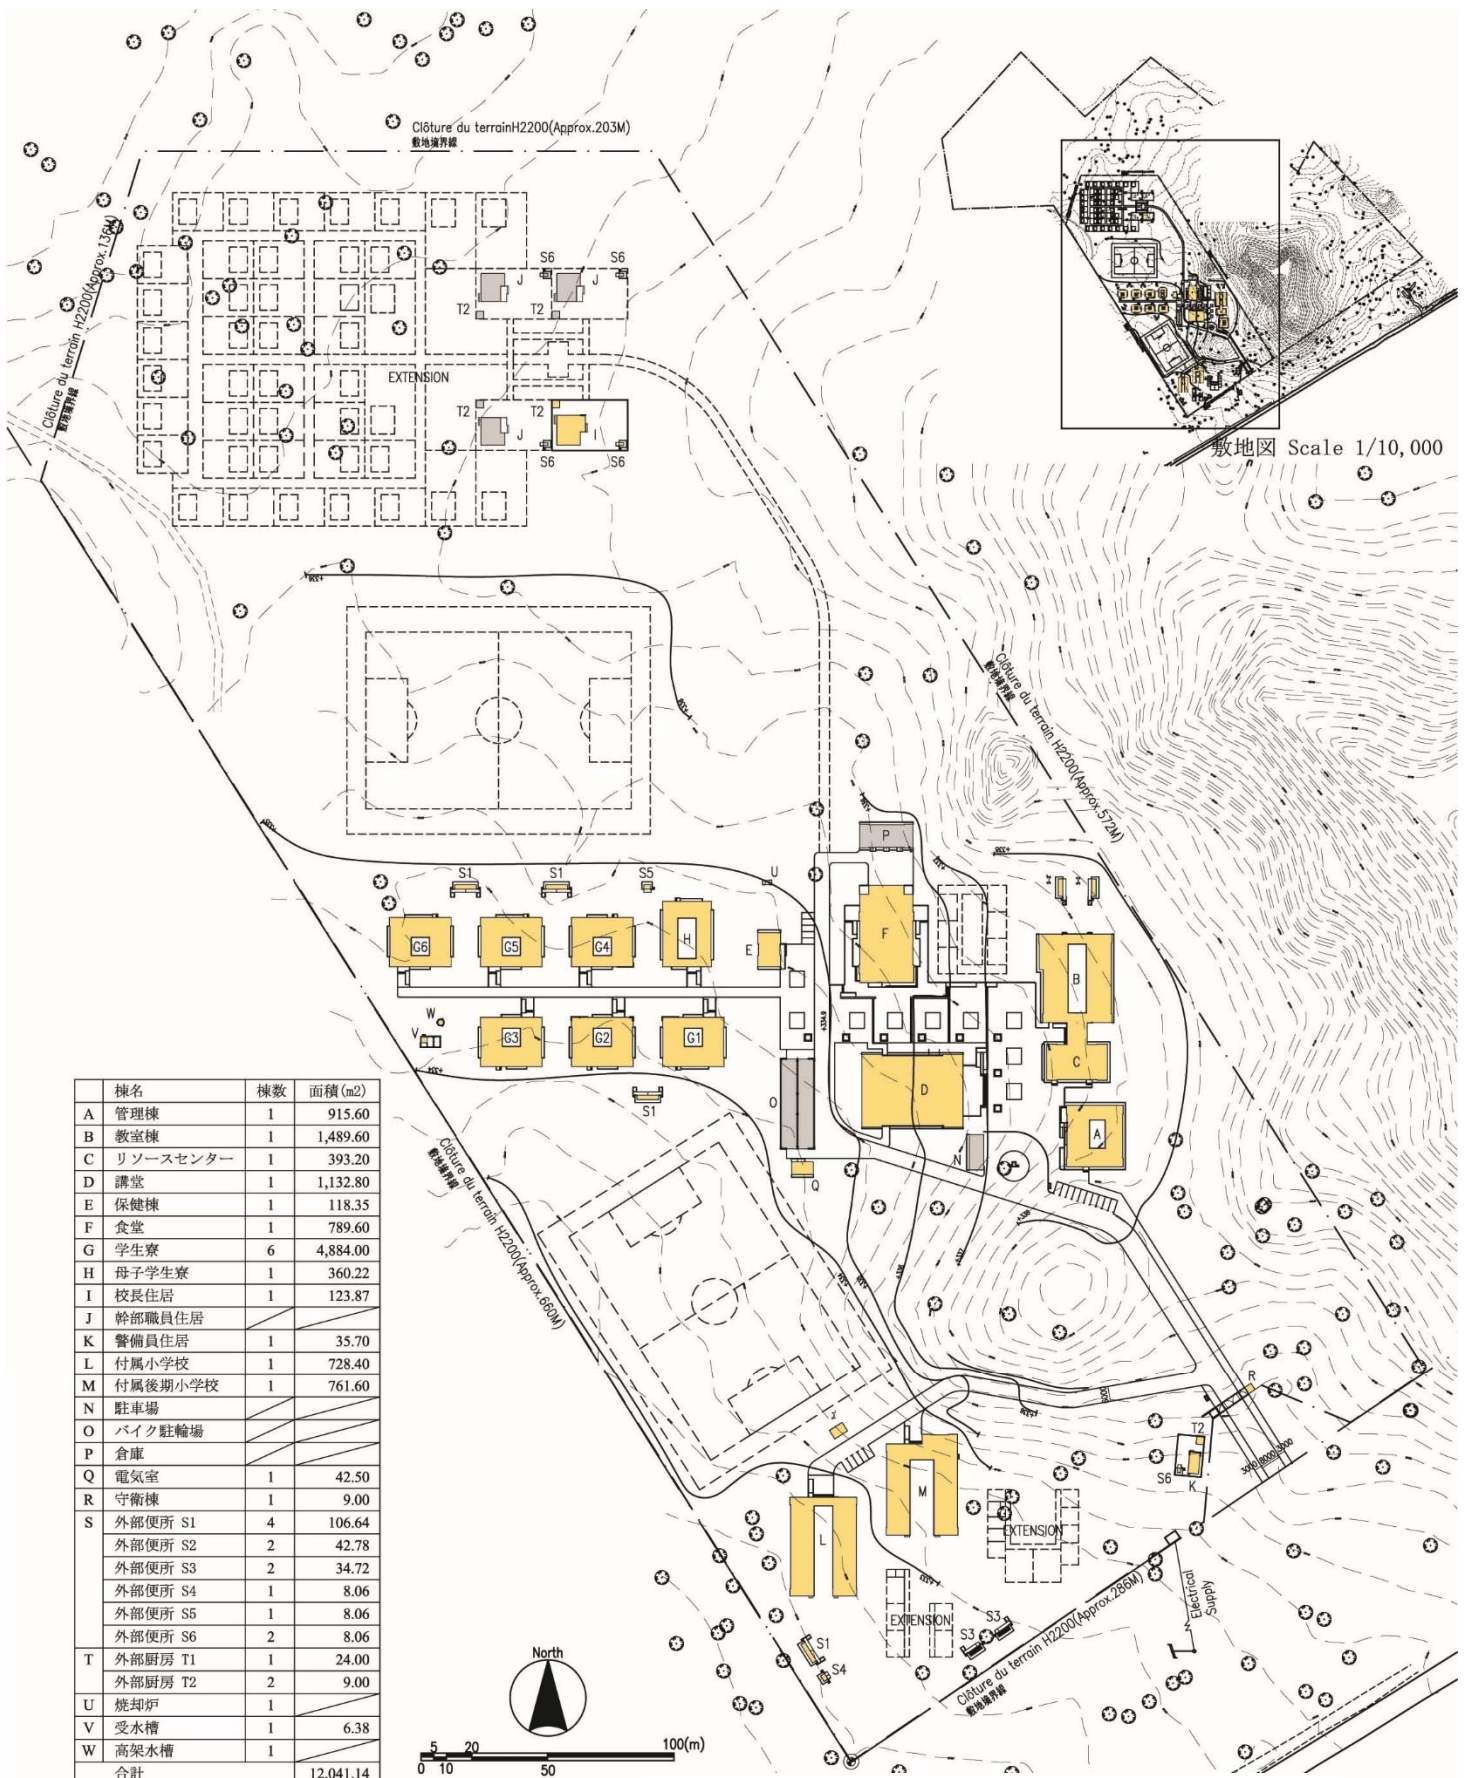 Clôture du terrainH2200(Approx.203M)
敷地境界線
Clôture du terrain H2200(Approx.136M)
敷地境界線
S6 S6
J J
T2 T2
EXTENSION
T2 T2
J I
S6 S6
敷地図 Scale 1/10,000
+338
+338
Clôture du terrain H2200(Approx.572M)
敷地境界線
+335
P
+338
S1 S1 S5 U
G6 G5 G4 H E F B
W
V
G3 G2 G1
+334.9
D C
+334
S1
O
A
N
Q
Clôture du terrain H2200(Approx.660M)
敷地境界線
+337
+336
R
T2
S6
K
3000 8000 3000
M
L
EXTENSION
EXTENSION
S3
S3
S1
S4
Electrical
Supply
Clôture du terrain H2200(Approx.286M)
敷地境界線
North
5 20 100(m)
0 10 50
棟名 棟数 面積(m2)
A 管理棟 1 915.60
B 教室棟 1 1,489.60
C リソースセンター 1 393.20
D 講堂 1 1,132.80
E 保健棟 1 118.35
F 食堂 1 789.60
G 学生寮 6 4,884.00
H 母子学生寮 1 360.22
I 校長住居 1 123.87
J 幹部職員住居
K 警備員住居 1 35.70
L 付属小学校 1 728.40
M 付属後期小学校 1 761.60
N 駐車場
O バイク駐輪場
P 倉庫
Q 電気室 1 42.50
R 守衛棟 1 9.00
S 外部便所 S1 4 106.64
外部便所 S2 2 42.78
外部便所 S3 2 34.72
外部便所 S4 1 8.06
外部便所 S5 1 8.06
外部便所 S6 2 8.06
T 外部厨房 T1 1 24.00
外部厨房 T2 2 9.00
U 焼却炉 1
V 受水槽 1 6.38
W 高架水槽 1
合計 12,041.14